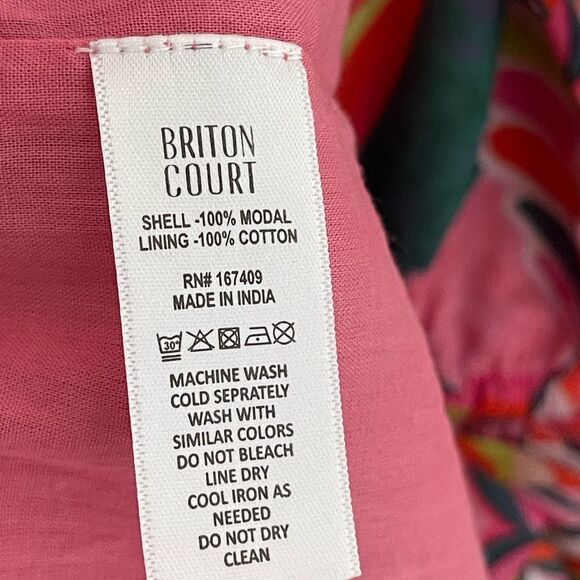 BRITON
COURT
SHELL -100% MODAL
LINING -100% COTTON
RN# 167409
MADE IN INDIA
30°
MACHINE WASH
COLD SEPRATELY
WASH WITH
SIMILAR COLORS
DO NOT BLEACH
LINE DRY
COOL IRON AS
NEEDED
DO NOT DRY
CLEAN